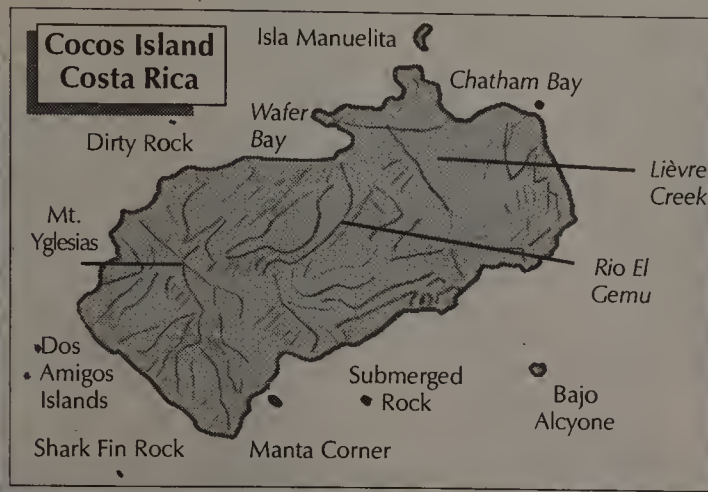 Cocos Island
Costa Rica
Isla Manuelita
Chatham Bay
Wafer
Bay
Dirty Rock
Lièvre
Creek
Mt.
Yglesias
Rio El
Gemu
Dos
Amigos
Islands
Submerged
Rock
Bajo
Alcyone
Shark Fin Rock
Manta Corner